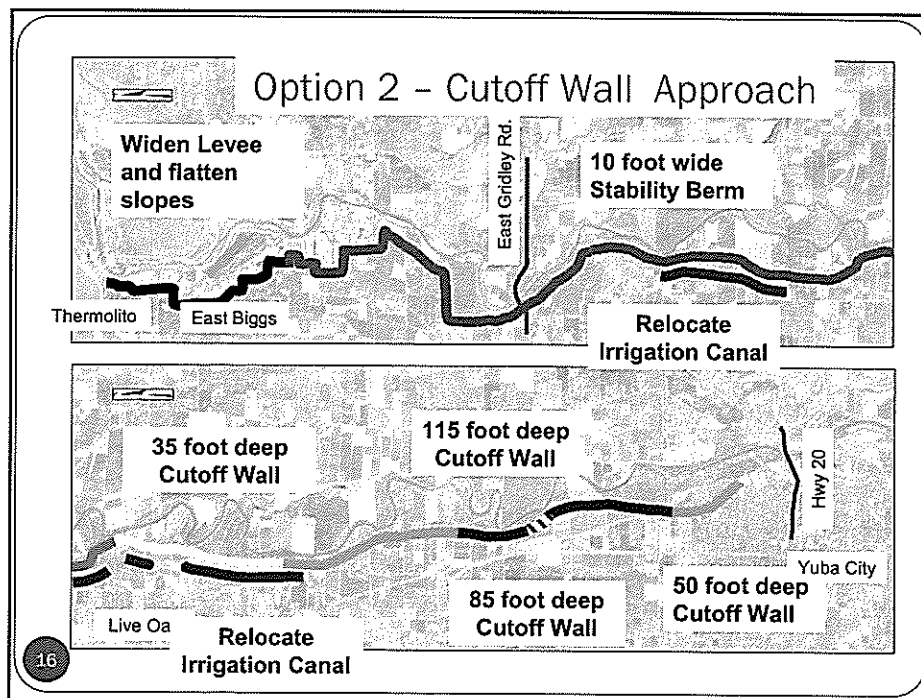 Option 2 – Cutoff Wall Approach
Widen Levee
and flatten
slopes
East Gridley Rd.
10 foot wide
Stability Berm
Thermolito
East Biggs
Relocate
Irrigation Canal
35 foot deep
Cutoff Wall
115 foot deep
Cutoff Wall
Hwy 20
Yuba City
85 foot deep
Cutoff Wall
50 foot deep
Cutoff Wall
Live Oa
Relocate
Irrigation Canal
16